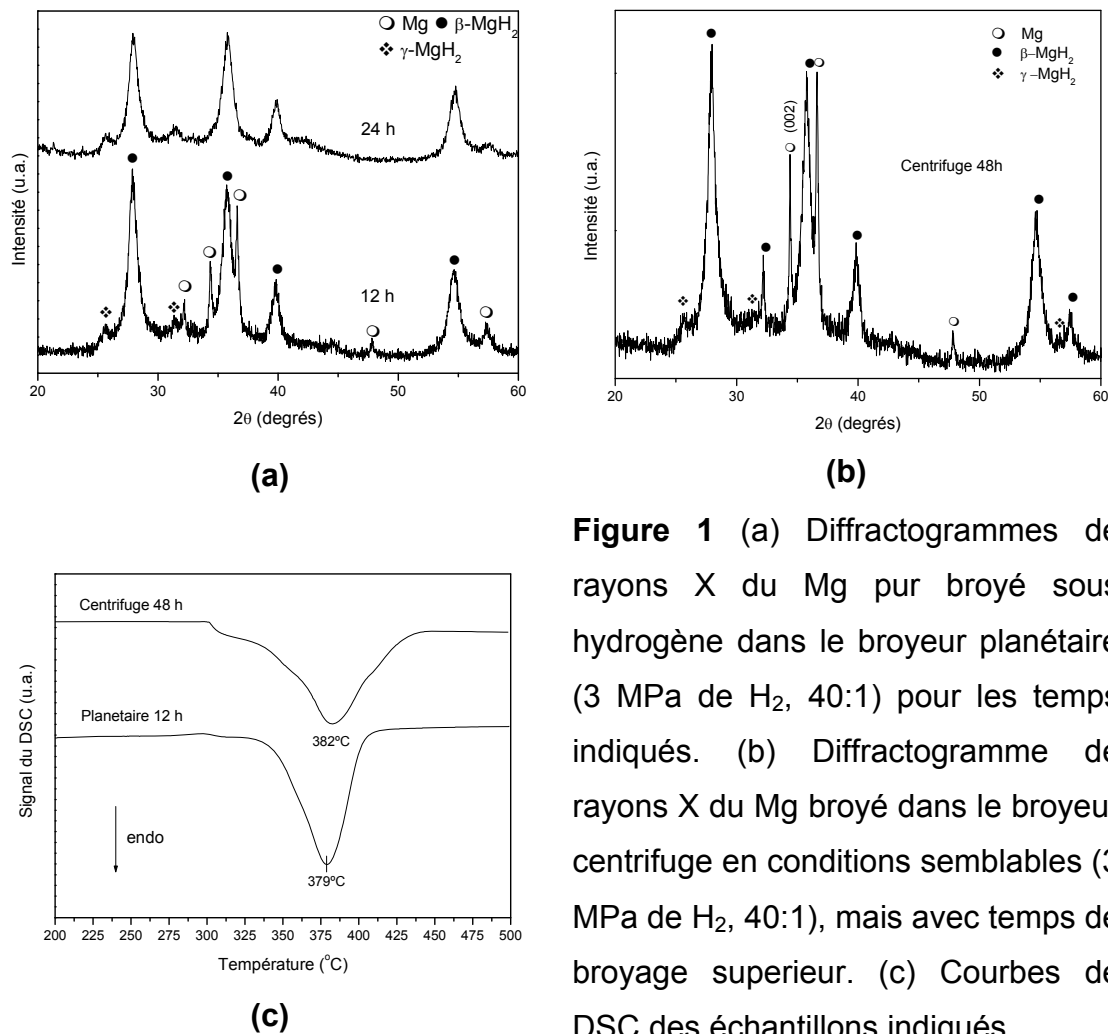 Mg β-MgH2
γ-MgH2
24 h
12 h
Intensité (u.a.)
20 30 40 50 60
2θ (degrés)
(a)
Mg
β–MgH2
γ –MgH2
(002)
Centrifuge 48h
Intensité (u.a.)
20 30 40 50 60
2θ (degrés)
(b)
Centrifuge 48 h
Planetaire 12 h
382ºC
endo
379ºC
Signal du DSC (u.a.)
200 225 250 275 300 325 350 375 400 425 450 475 500
Température (°C)
(c)
Figure 1 (a) Diffractogrammes de
rayons X du Mg pur broyé sous
hydrogène dans le broyeur planétaire
(3 MPa de H2, 40:1) pour les temps
indiqués. (b) Diffractogramme de
rayons X du Mg broyé dans le broyeur
centrifuge en conditions semblables (3
MPa de H2, 40:1), mais avec temps de
broyage superieur. (c) Courbes de
DSC des échantillons indiqués